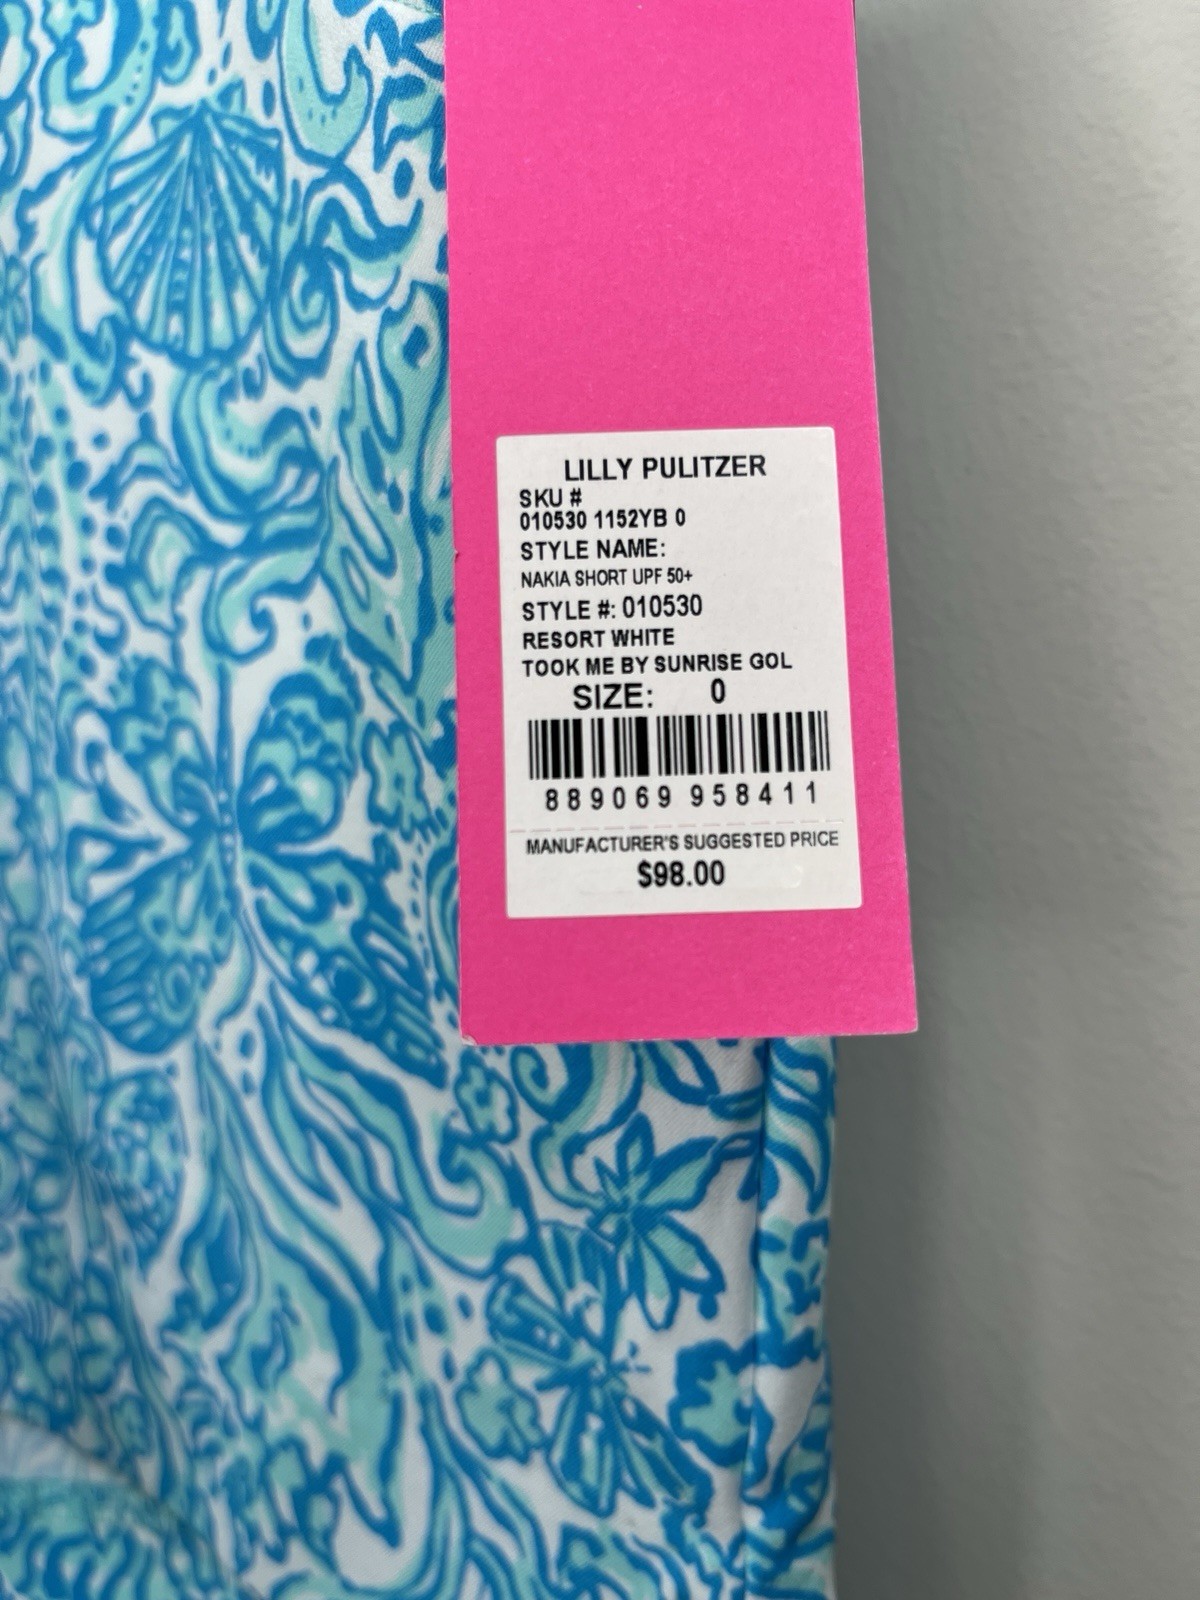 LILLY PULITZER
SKU #
010530 1152YB 0
STYLE NAME:
NAKIA SHORT UPF 50+
STYLE #: 010530
RESORT WHITE
TOOK ME BY SUNRISE GOL
SIZE: 0
889069 958411
MANUFACTURER'S SUGGESTED PRICE
$98.00